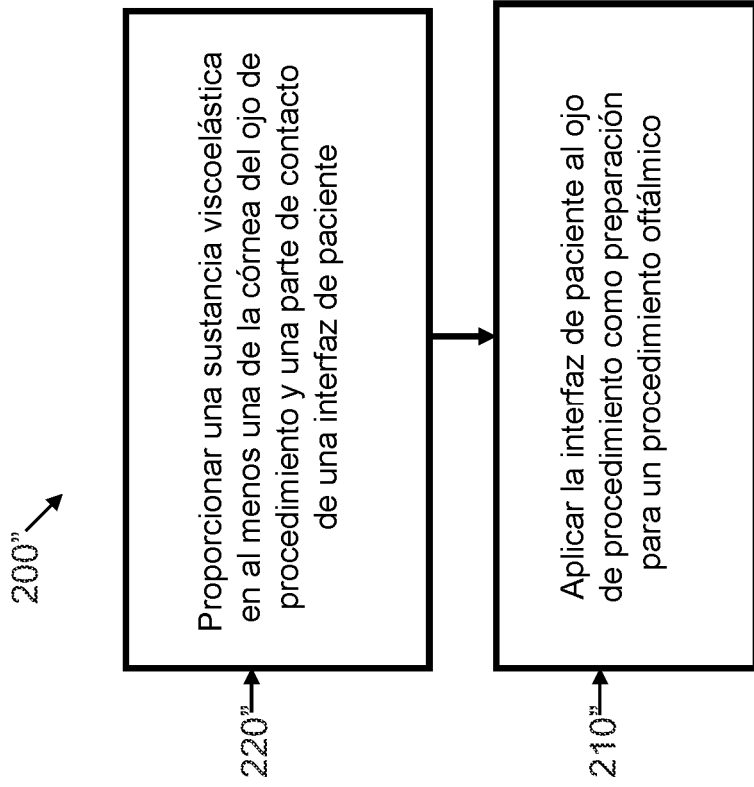 200”
Proporcionar una sustancia viscoelástica
en al menos una de la córnea del ojo de
procedimiento y una parte de contacto
de una interfaz de paciente
220”
Aplicar la interfaz de paciente al ojo
de procedimiento como preparación
para un procedimiento oftálmico
210”